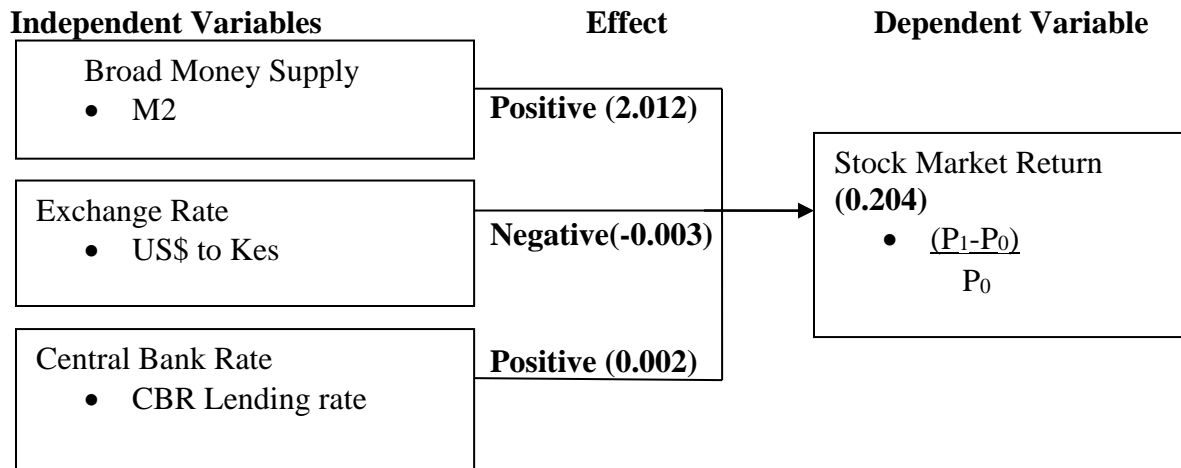 Independent Variables Effect Dependent Variable
Broad Money Supply
• M2
Positive (2.012)
Exchange Rate
• US$ to Kes
Negative(-0.003)
Central Bank Rate
• CBR Lending rate
Positive (0.002)
Stock Market Return
(0.204)
• (P₁-P₀)
P₀